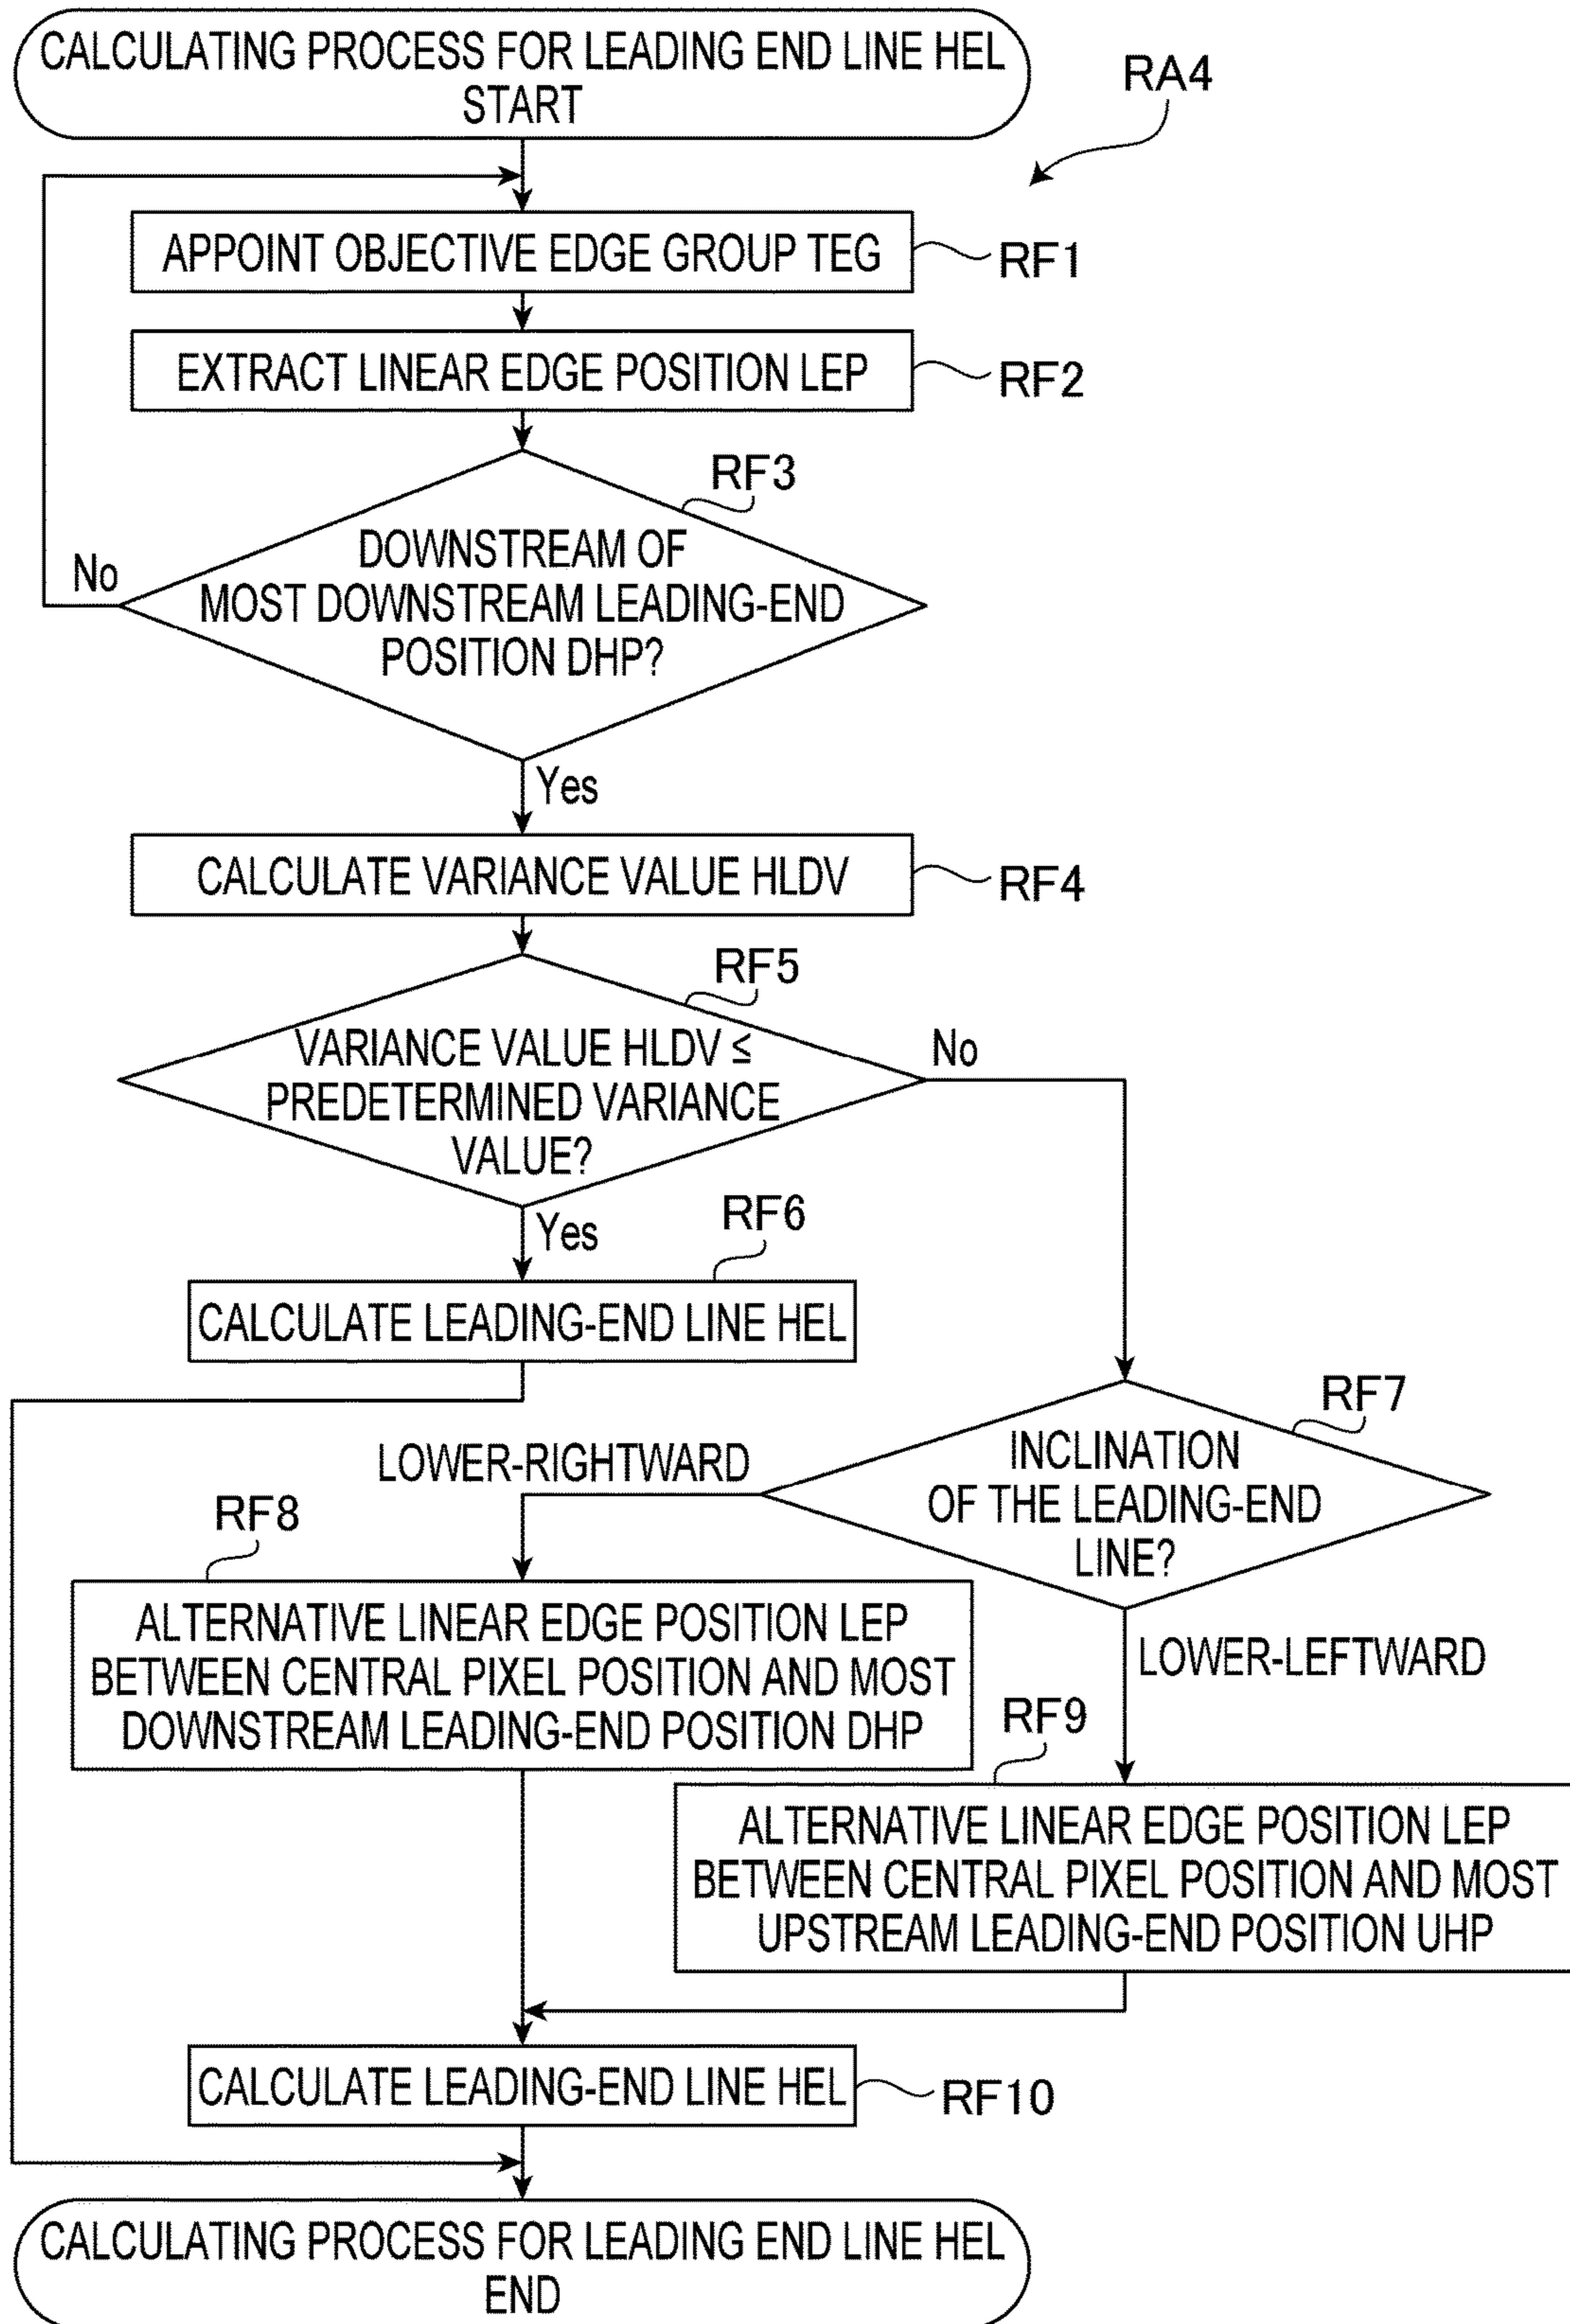 CALCULATING PROCESS FOR LEADING END LINE HEL
START
RA4
APPOINT OBJECTIVE EDGE GROUP TEG
RF1
EXTRACT LINEAR EDGE POSITION LEP
RF2
RF3
DOWNSTREAM OF
MOST DOWNSTREAM LEADING-END
POSITION DHP?
No
Yes
CALCULATE VARIANCE VALUE HLDV
RF4
RF5
VARIANCE VALUE HLDV ≤
PREDETERMINED VARIANCE
VALUE?
No
Yes
RF6
CALCULATE LEADING-END LINE HEL
RF7
INCLINATION
OF THE LEADING-END
LINE?
LOWER-RIGHTWARD
RF8
ALTERNATIVE LINEAR EDGE POSITION LEP
BETWEEN CENTRAL PIXEL POSITION AND MOST
DOWNSTREAM LEADING-END POSITION DHP
LOWER-LEFTWARD
RF9
ALTERNATIVE LINEAR EDGE POSITION LEP
BETWEEN CENTRAL PIXEL POSITION AND MOST
UPSTREAM LEADING-END POSITION UHP
CALCULATE LEADING-END LINE HEL
RF10
CALCULATING PROCESS FOR LEADING END LINE HEL
END